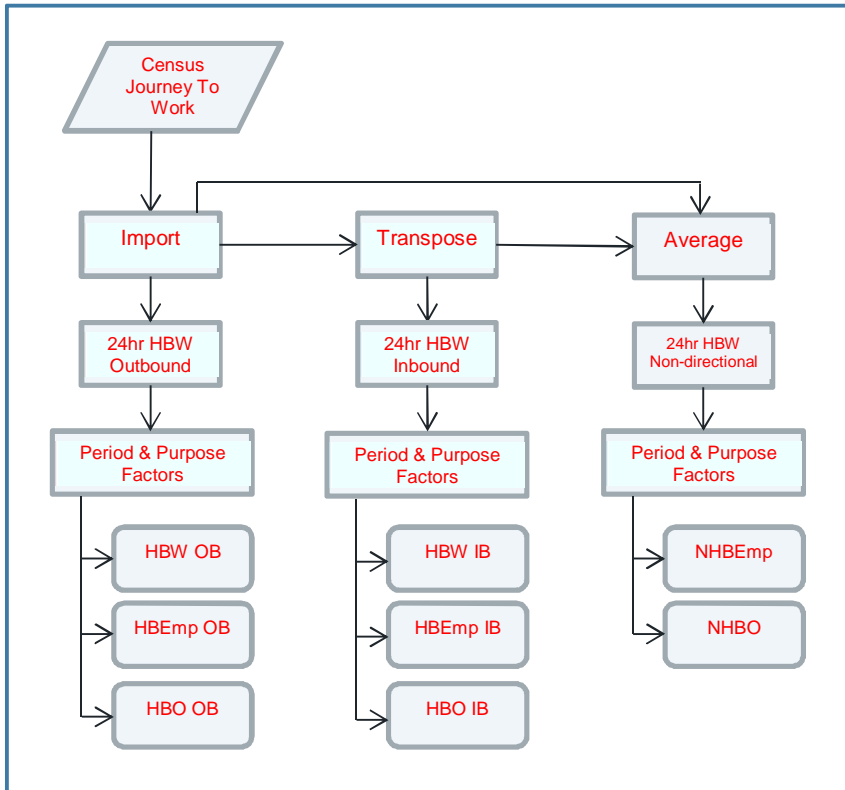 Census
Journey To
Work
Import
Transpose
Average
24hr HBW
Outbound
24hr HBW
Inbound
24hr HBW
Non-directional
Period & Purpose
Factors
Period & Purpose
Factors
Period & Purpose
Factors
HBW OB
HBW IB
NHBEmp
HBEmp OB
HBEmp IB
NHBO
HBO OB
HBO IB